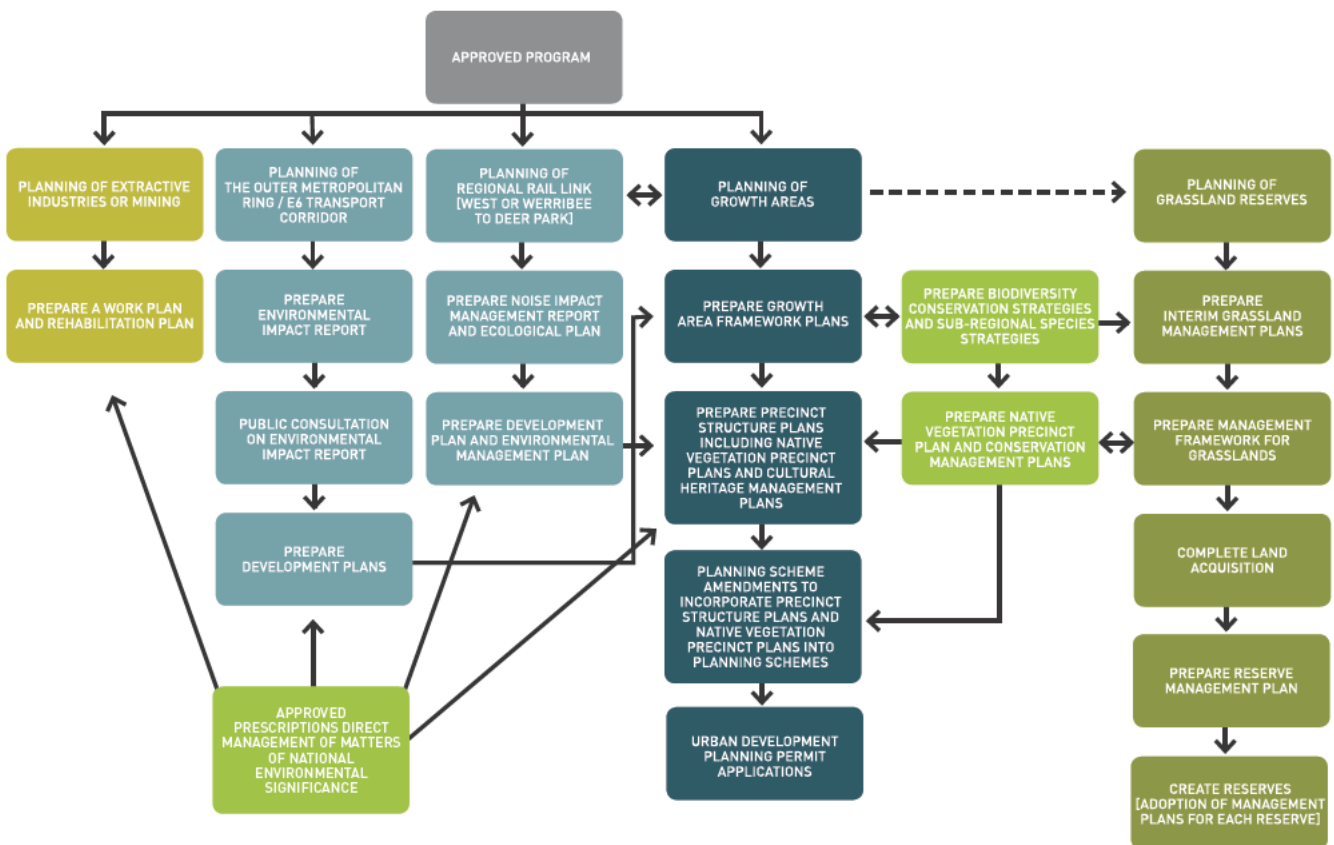 APPROVED PROGRAM
PLANNING OF EXTRACTIVE
INDUSTRIES OR MINING
PLANNING OF
THE OUTER METROPOLITAN
RING / E6 TRANSPORT
CORRIDOR
PLANNING OF
REGIONAL RAIL LINK
[WEST OR WERRIBEE
TO DEER PARK]
PLANNING OF
GROWTH AREAS
PLANNING OF
GRASSLAND RESERVES
PREPARE A WORK PLAN
AND REHABILITATION PLAN
PREPARE
ENVIRONMENTAL
IMPACT REPORT
PREPARE NOISE IMPACT
MANAGEMENT REPORT
AND ECOLOGICAL PLAN
PREPARE GROWTH
AREA FRAMEWORK PLANS
PREPARE BIODIVERSITY
CONSERVATION STRATEGIES
AND SUB-REGIONAL SPECIES
STRATEGIES
PREPARE
INTERIM GRASSLAND
MANAGEMENT PLANS
PUBLIC CONSULTATION
ON ENVIRONMENTAL
IMPACT REPORT
PREPARE DEVELOPMENT
PLAN AND ENVIRONMENTAL
MANAGEMENT PLAN
PREPARE PRECINCT
STRUCTURE PLANS
INCLUDING NATIVE
VEGETATION PRECINCT
PLANS AND CULTURAL
HERITAGE MANAGEMENT
PLANS
PREPARE NATIVE
VEGETATION PRECINCT
PLAN AND CONSERVATION
MANAGEMENT PLANS
PREPARE MANAGEMENT
FRAMEWORK FOR
GRASSLANDS
PREPARE
DEVELOPMENT PLANS
PLANNING SCHEME
AMENDMENTS TO
INCORPORATE PRECINCT
STRUCTURE PLANS AND
NATIVE VEGETATION
PRECINCT PLANS INTO
PLANNING SCHEMES
COMPLETE LAND
ACQUISITION
APPROVED
PRESCRIPTIONS DIRECT
MANAGEMENT OF MATTERS
OF NATIONAL
ENVIRONMENTAL
SIGNIFICANCE
URBAN DEVELOPMENT
PLANNING PERMIT
APPLICATIONS
PREPARE RESERVE
MANAGEMENT PLAN
CREATE RESERVES
[ADOPTION OF MANAGEMENT
PLANS FOR EACH RESERVE]